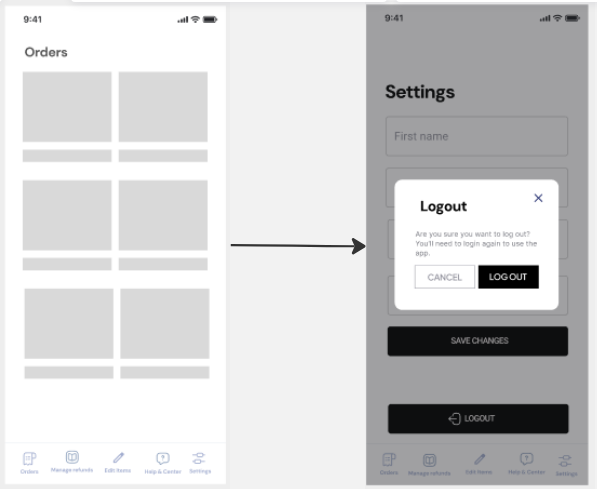 9:41
Orders
Orders
Manage refunds
Edit Items
Help & Center
Settings
9:41
Settings
First name
Logout
Are you sure you want to log out?
You'll need to login again to use the
app.
CANCEL
LOG OUT
SAVE CHANGES
LOGOUT
Orders
Manage refunds
Edit Items
Help & Center
Settings